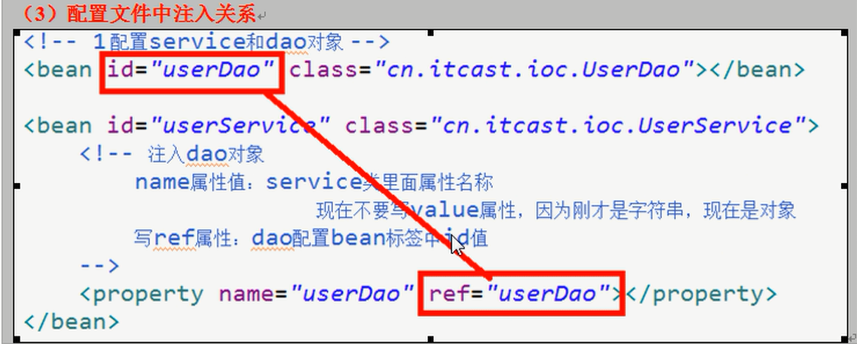 （3）配置文件中注入关系
<!-- 1 配置service和dao对象 -->
<bean id="userDao" class="cn.itcast.ioc.UserDao"></bean>
<bean id="userService" class="cn.itcast.ioc.UserService">
<!-- 注入dao对象
name属性值：service类里面属性名称
现在不要写value属性，因为刚才是字符串，现在是对象
写ref属性：dao配置bean标签中id值
-->
<property name="userDao" ref="userDao"></property>
</bean>